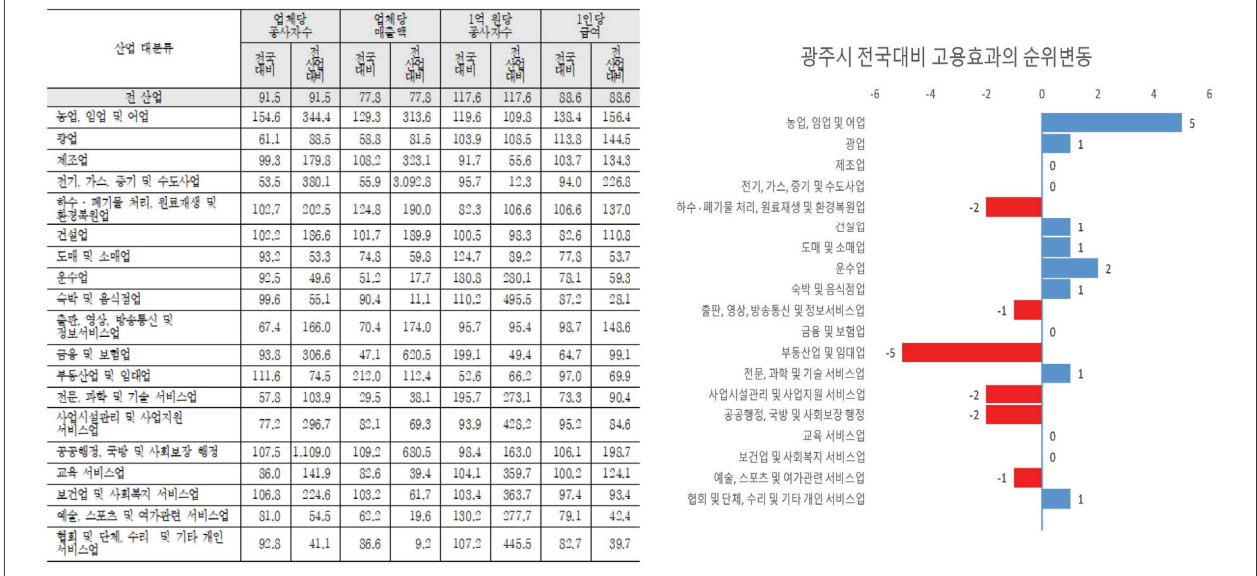 산업 대분류 업체당 종사자수 업체당 매출액 1억 원당 종사자수 1인당 급여
전국대비 전산업대비 전국대비 전산업대비 전국대비 전산업대비 전국대비 전산업대비
전 산업 91.5 91.5 77.8 77.8 117.6 117.6 88.6 88.6
농업, 임업 및 어업 154.6 344.4 129.3 313.6 119.6 109.8 138.4 156.4
광업 61.1 88.5 58.8 81.5 103.9 108.5 113.8 144.5
제조업 99.3 179.8 108.2 323.1 91.7 55.6 103.7 134.3
전기, 가스, 증기 및 수도사업 53.5 380.1 55.9 3,092.8 95.7 12.3 94.0 226.8
하수 · 폐기물 처리, 원료재생 및
환경복원업 102.7 202.5 124.8 190.0 82.3 106.6 106.6 137.0
건설업 102.2 186.6 101.7 189.9 100.5 98.3 82.6 110.8
도매 및 소매업 93.2 53.3 74.8 59.8 124.7 89.2 77.8 53.7
운수업 92.5 49.6 51.2 17.7 180.8 280.1 78.1 59.3
숙박 및 음식점업 99.6 55.1 90.4 11.1 110.2 495.5 87.2 28.1
출판, 영상, 방송통신 및
정보서비스업 67.4 166.0 70.4 174.0 95.7 95.4 98.7 148.6
금융 및 보험업 93.8 306.6 47.1 620.5 199.1 49.4 64.7 99.1
부동산업 및 임대업 111.6 74.5 212.0 112.4 52.6 66.2 97.0 69.9
전문, 과학 및 기술 서비스업 57.8 103.9 29.5 38.1 195.7 273.1 73.3 90.4
사업시설관리 및 사업지원
서비스업 77.2 296.7 82.1 69.3 93.9 428.2 95.2 84.6
공공행정, 국방 및 사회보장 행정 107.5 1,109.0 109.2 680.5 98.4 163.0 106.1 198.7
교육 서비스업 86.0 141.9 82.6 39.4 104.1 359.7 100.2 124.1
보건업 및 사회복지 서비스업 106.8 224.6 103.2 61.7 103.4 363.7 97.4 93.4
예술, 스포츠 및 여가관련 서비스업 81.0 54.5 62.2 19.6 130.2 277.7 79.1 42.4
협회 및 단체, 수리 및 기타 개인
서비스업 92.8 41.1 86.6 9.2 107.2 445.5 82.7 39.7
광주시 전국대비 고용효과의 순위변동
-6 -4 -2 0 2 4 6
농업, 임업 및 어업 5
광업 1
제조업 0
전기, 가스, 증기 및 수도사업 0
하수 · 폐기물 처리, 원료재생 및 환경복원업 -2
건설업 1
도매 및 소매업 1
운수업 2
숙박 및 음식점업 1
출판, 영상, 방송통신 및 정보서비스업 -1
금융 및 보험업 0
부동산업 및 임대업 -5
전문, 과학 및 기술 서비스업 1
사업시설관리 및 사업지원 서비스업 -2
공공행정, 국방 및 사회보장 행정 -2
교육 서비스업 0
보건업 및 사회복지 서비스업 0
예술, 스포츠 및 여가관련 서비스업 -1
협회 및 단체, 수리 및 기타 개인 서비스업 1